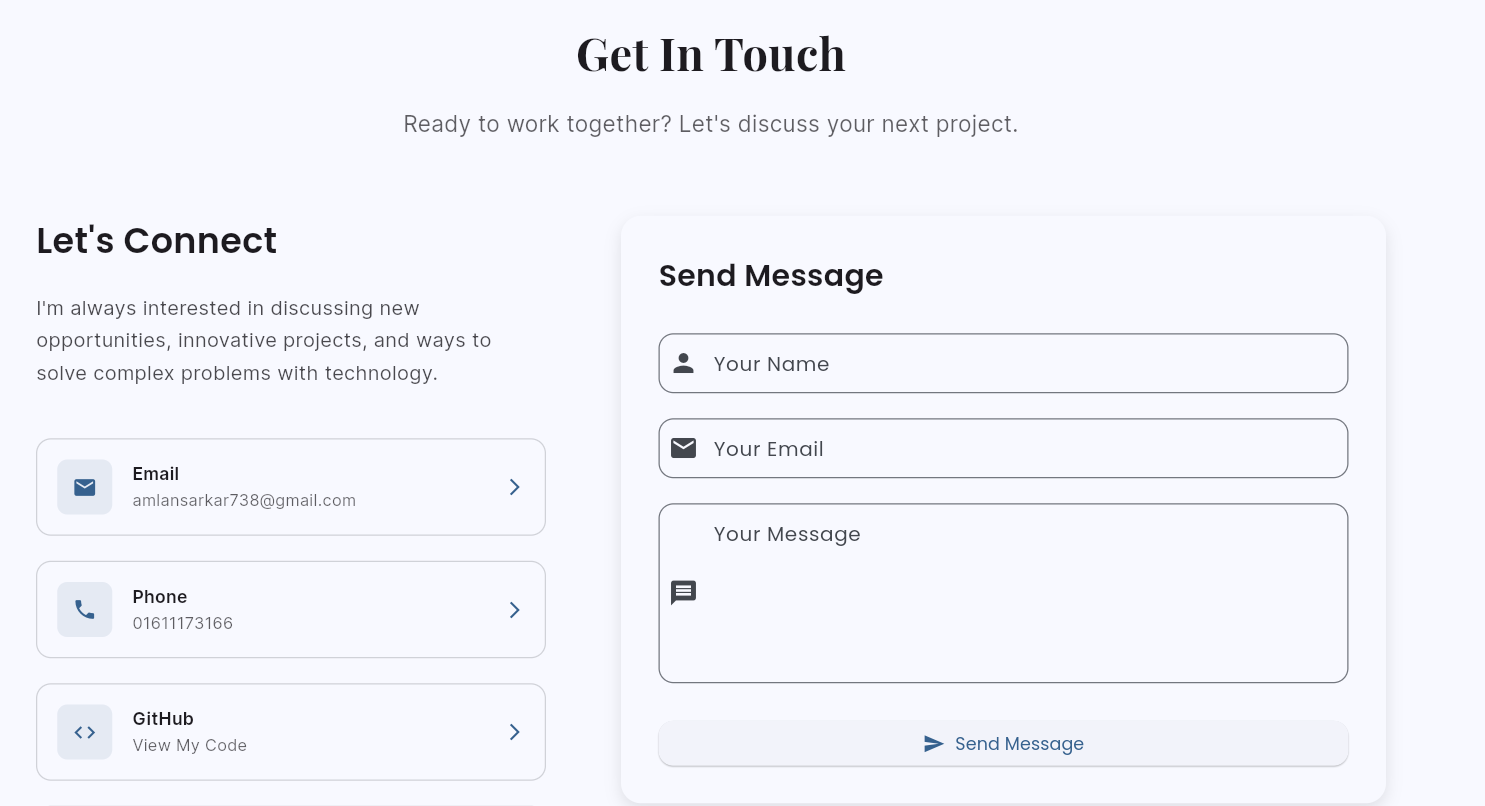 Get In Touch
Ready to work together? Let's discuss your next project.
Let's Connect
I'm always interested in discussing new
opportunities, innovative projects, and ways to
solve complex problems with technology.
Email
amlansarkar738@gmail.com
Phone
01611173166
GitHub
View My Code
Send Message
Your Name
Your Email
Your Message
Send Message